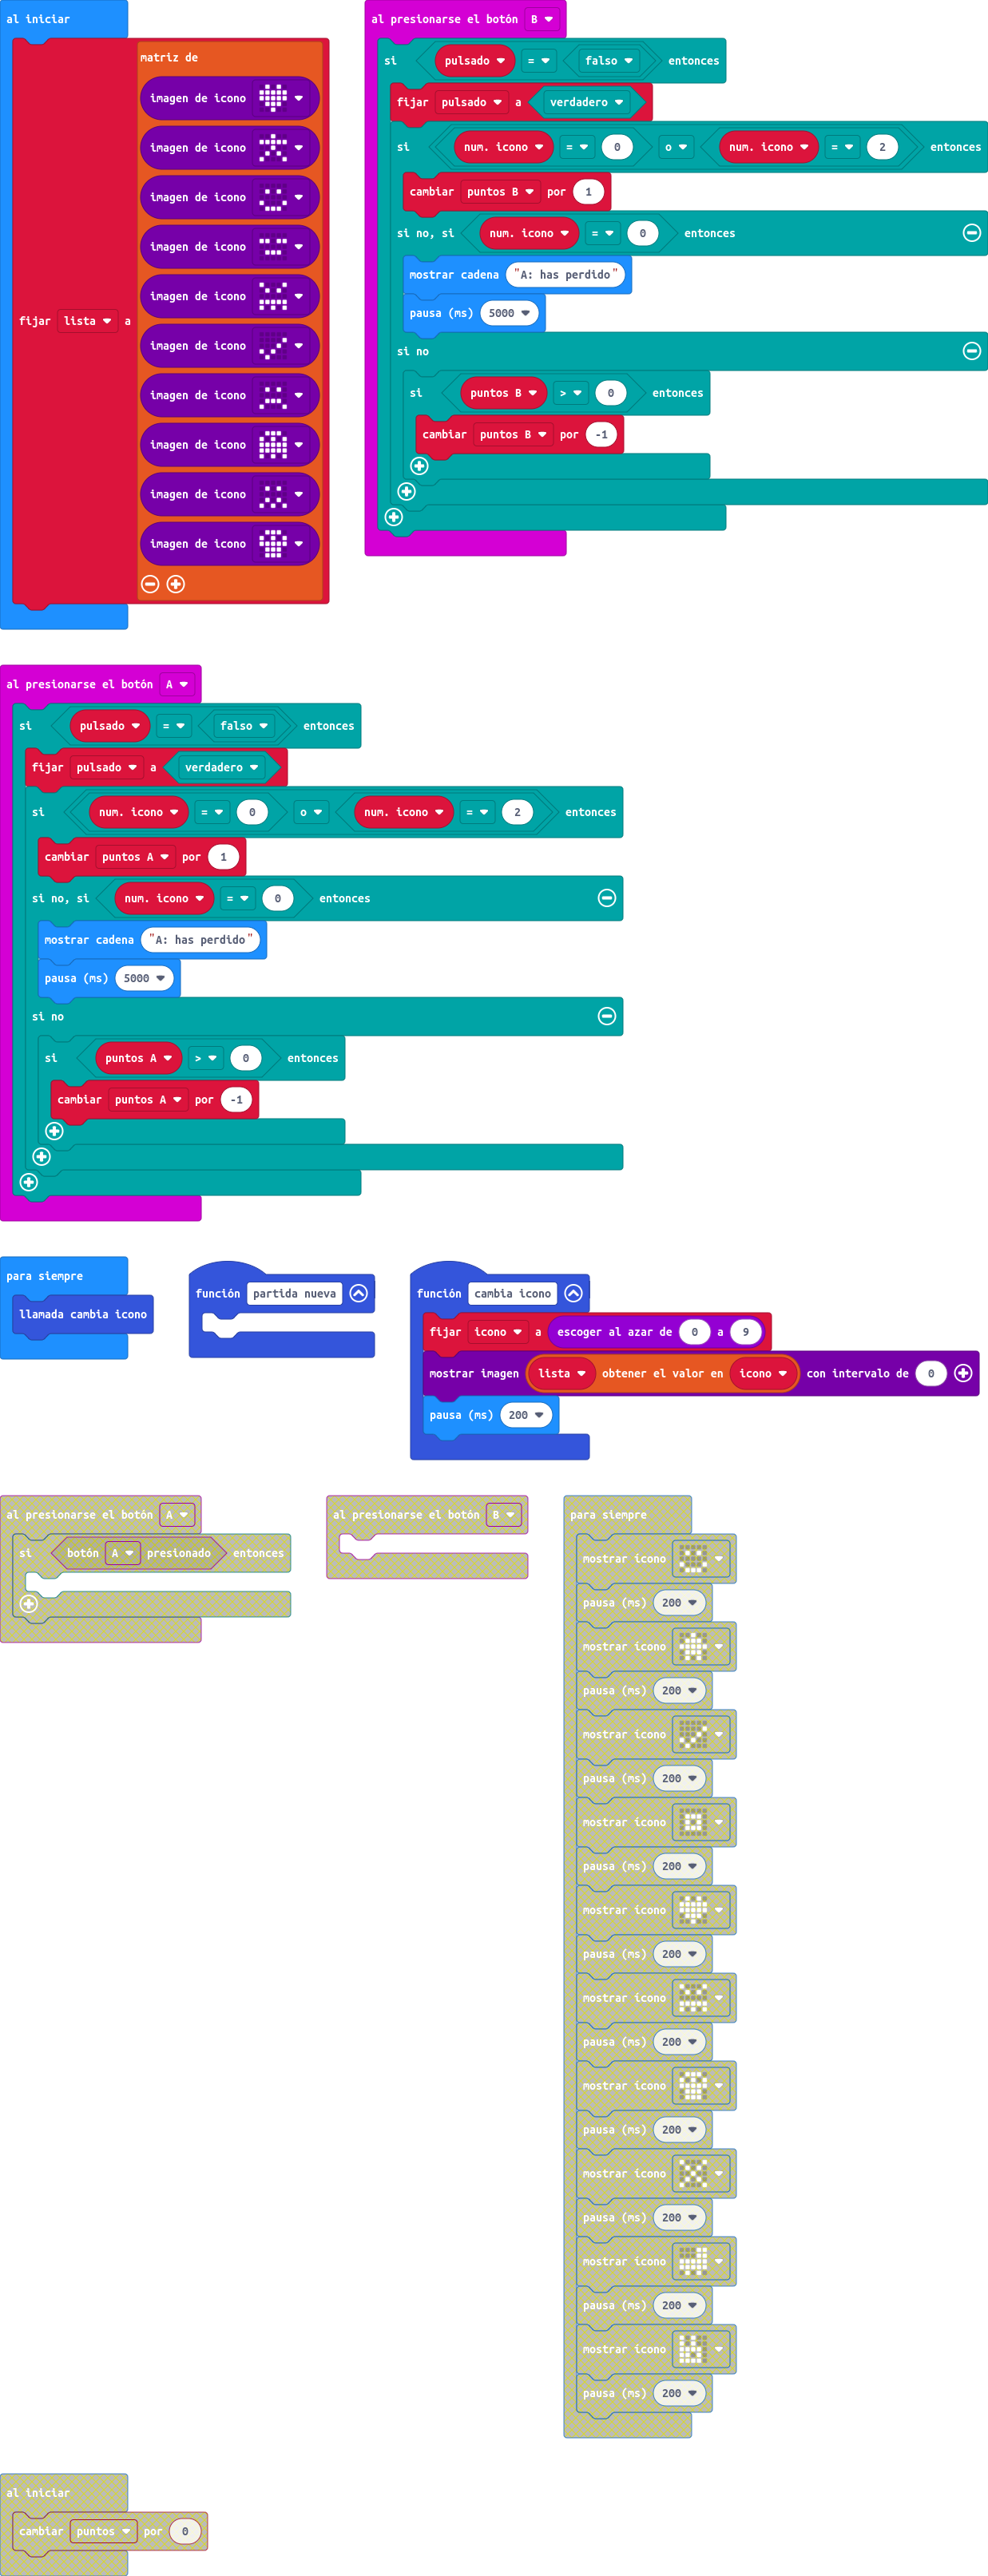 al iniciar
fijar lista a matriz de
imagen de icono
imagen de icono
imagen de icono
imagen de icono
imagen de icono
imagen de icono
imagen de icono
imagen de icono
imagen de icono
imagen de icono
al presionarse el botón B
si pulsado = falso entonces
fijar pulsado a verdadero
si num. icono = 0 o num. icono = 2 entonces
cambiar puntos B por 1
si no, si num. icono = 0 entonces
mostrar cadena "A: has perdido"
pausa (ms) 5000
si no
si puntos B > 0 entonces
cambiar puntos B por -1
al presionarse el botón A
si pulsado = falso entonces
fijar pulsado a verdadero
si num. icono = 0 o num. icono = 2 entonces
cambiar puntos A por 1
si no, si num. icono = 0 entonces
mostrar cadena "A: has perdido"
pausa (ms) 5000
si no
si puntos A > 0 entonces
cambiar puntos A por -1
para siempre
llamada cambia icono
función partida nueva
función cambia icono
fijar icono a escoger al azar de 0 a 9
mostrar imagen lista obtener el valor en icono con intervalo de 0
pausa (ms) 200
al presionarse el botón A
si botón A presionado entonces
al presionarse el botón B
para siempre
mostrar icono
pausa (ms) 200
mostrar icono
pausa (ms) 200
mostrar icono
pausa (ms) 200
mostrar icono
pausa (ms) 200
mostrar icono
pausa (ms) 200
mostrar icono
pausa (ms) 200
mostrar icono
pausa (ms) 200
mostrar icono
pausa (ms) 200
mostrar icono
pausa (ms) 200
mostrar icono
pausa (ms) 200
al iniciar
cambiar puntos por 0